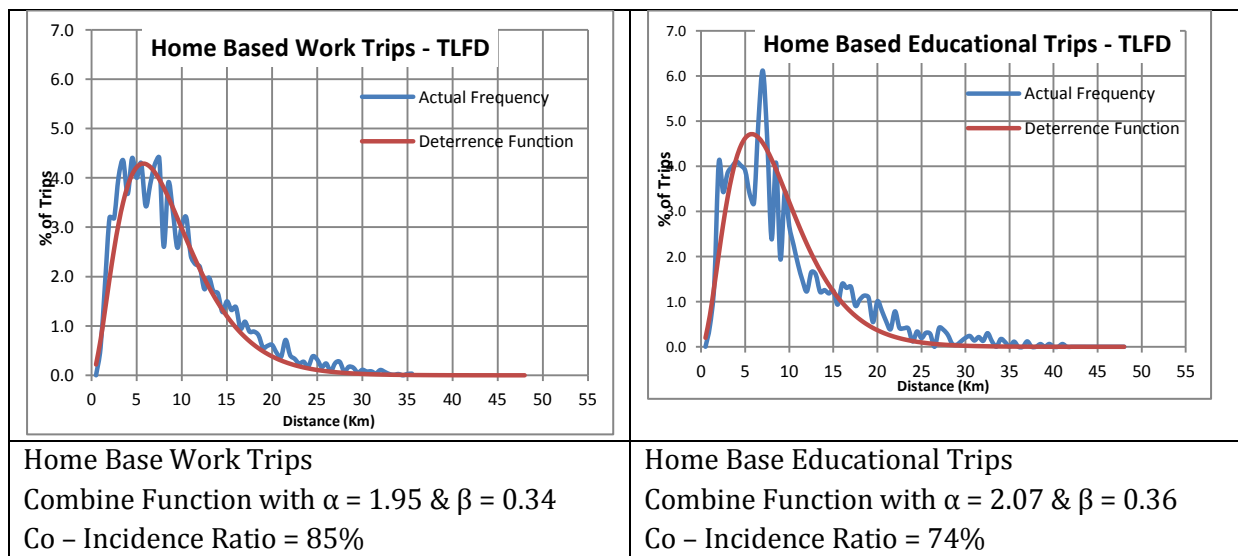 Home Based Work Trips - TLFD
7.0
6.0
5.0
4.0
3.0
2.0
1.0
0.0
% of Trips
Actual Frequency
Deterrence Function
0 5 10 15 20 25 30 35 40 45 50 55
Distance (Km)
Home Based Educational Trips - TLFD
7.0
6.0
5.0
4.0
3.0
2.0
1.0
0.0
% of Trips
Actual Frequency
Deterrence Function
0 5 10 15 20 25 30 35 40 45 50 55
Distance (Km)
Home Base Work Trips
Combine Function with α = 1.95 & β = 0.34
Co – Incidence Ratio = 85%
Home Base Educational Trips
Combine Function with α = 2.07 & β = 0.36
Co – Incidence Ratio = 74%